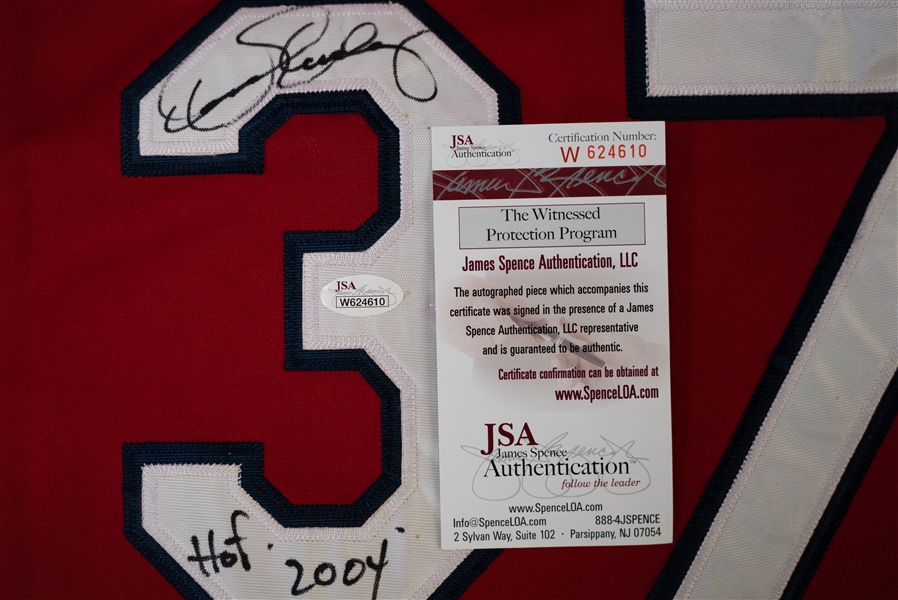 37
JSA
James Spence
Authentication
Certification Number:
W 624610
The Witnessed
Protection Program
James Spence Authentication, LLC
The autographed piece which accompanies this
certificate was signed in the presence of a James
Spence Authentication, LLC representative
and is guaranteed to be authentic.
Certificate confirmation can be obtained at
www.SpenceLOA.com
JSA
W624610
JSA
James Spence
Authentication™
follow the leader
www.SpenceLOA.com
Info@SpenceLOA.com 888-4JSPENCE
2 Sylvan Way, Suite 102 · Parsippany, NJ 07054
Hof "2004"